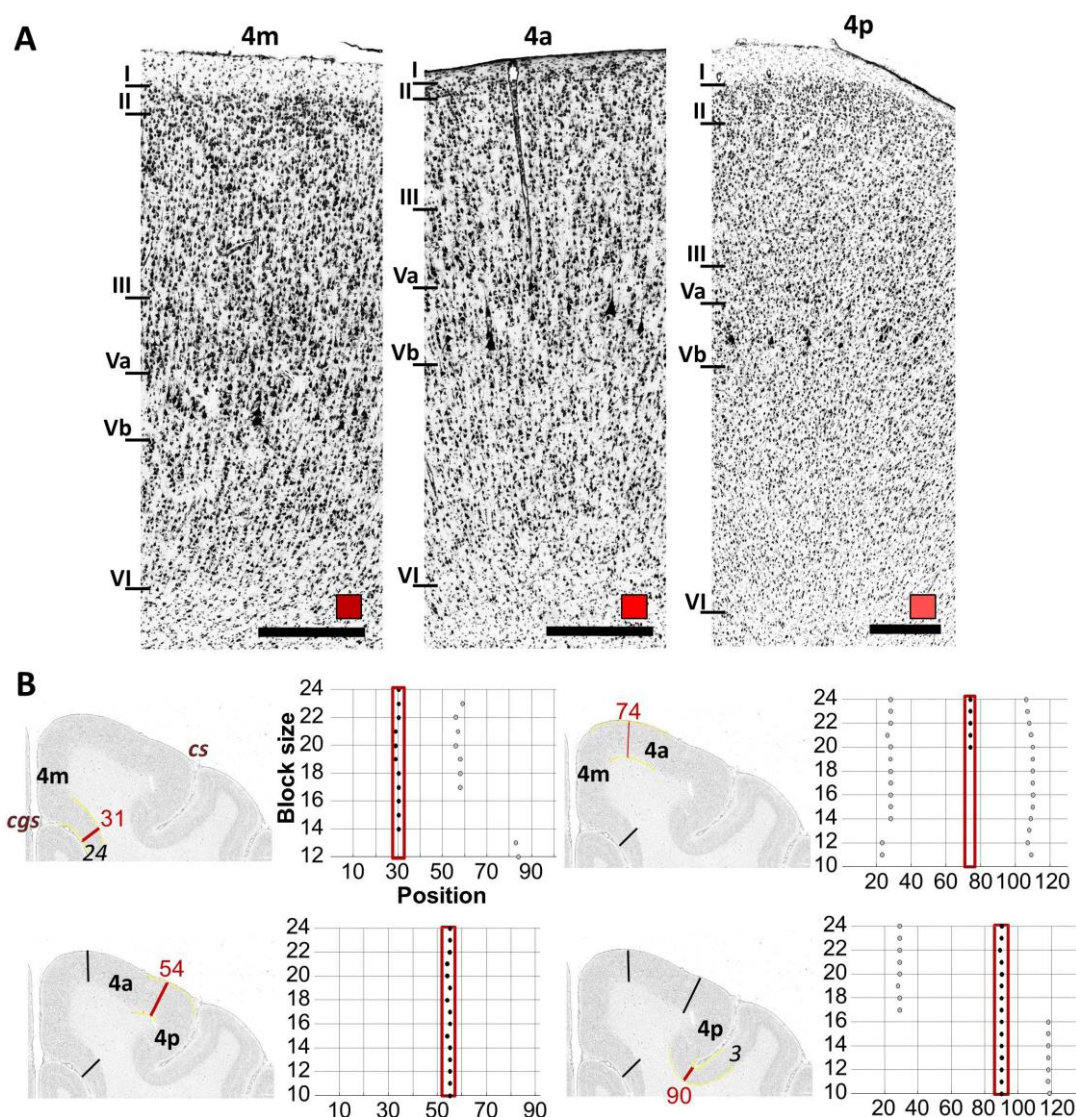 A
4m
4a
4p
I
II
III
Va
Vb
VI
I
II
III
Va
Vb
VI
I
II
III
Va
Vb
VI
B
4m
cs
cgs
31
24
Block size
24
22
20
18
16
14
12
10 30 50 70 90
Position
74
4a
4m
24
22
20
18
16
14
12
10
20 40 60 80 100 120
54
4a
4p
24
22
20
18
16
14
12
10
10 30 50 70 90
4p
3
90
24
22
20
18
16
14
12
10
20 40 60 80 100 120